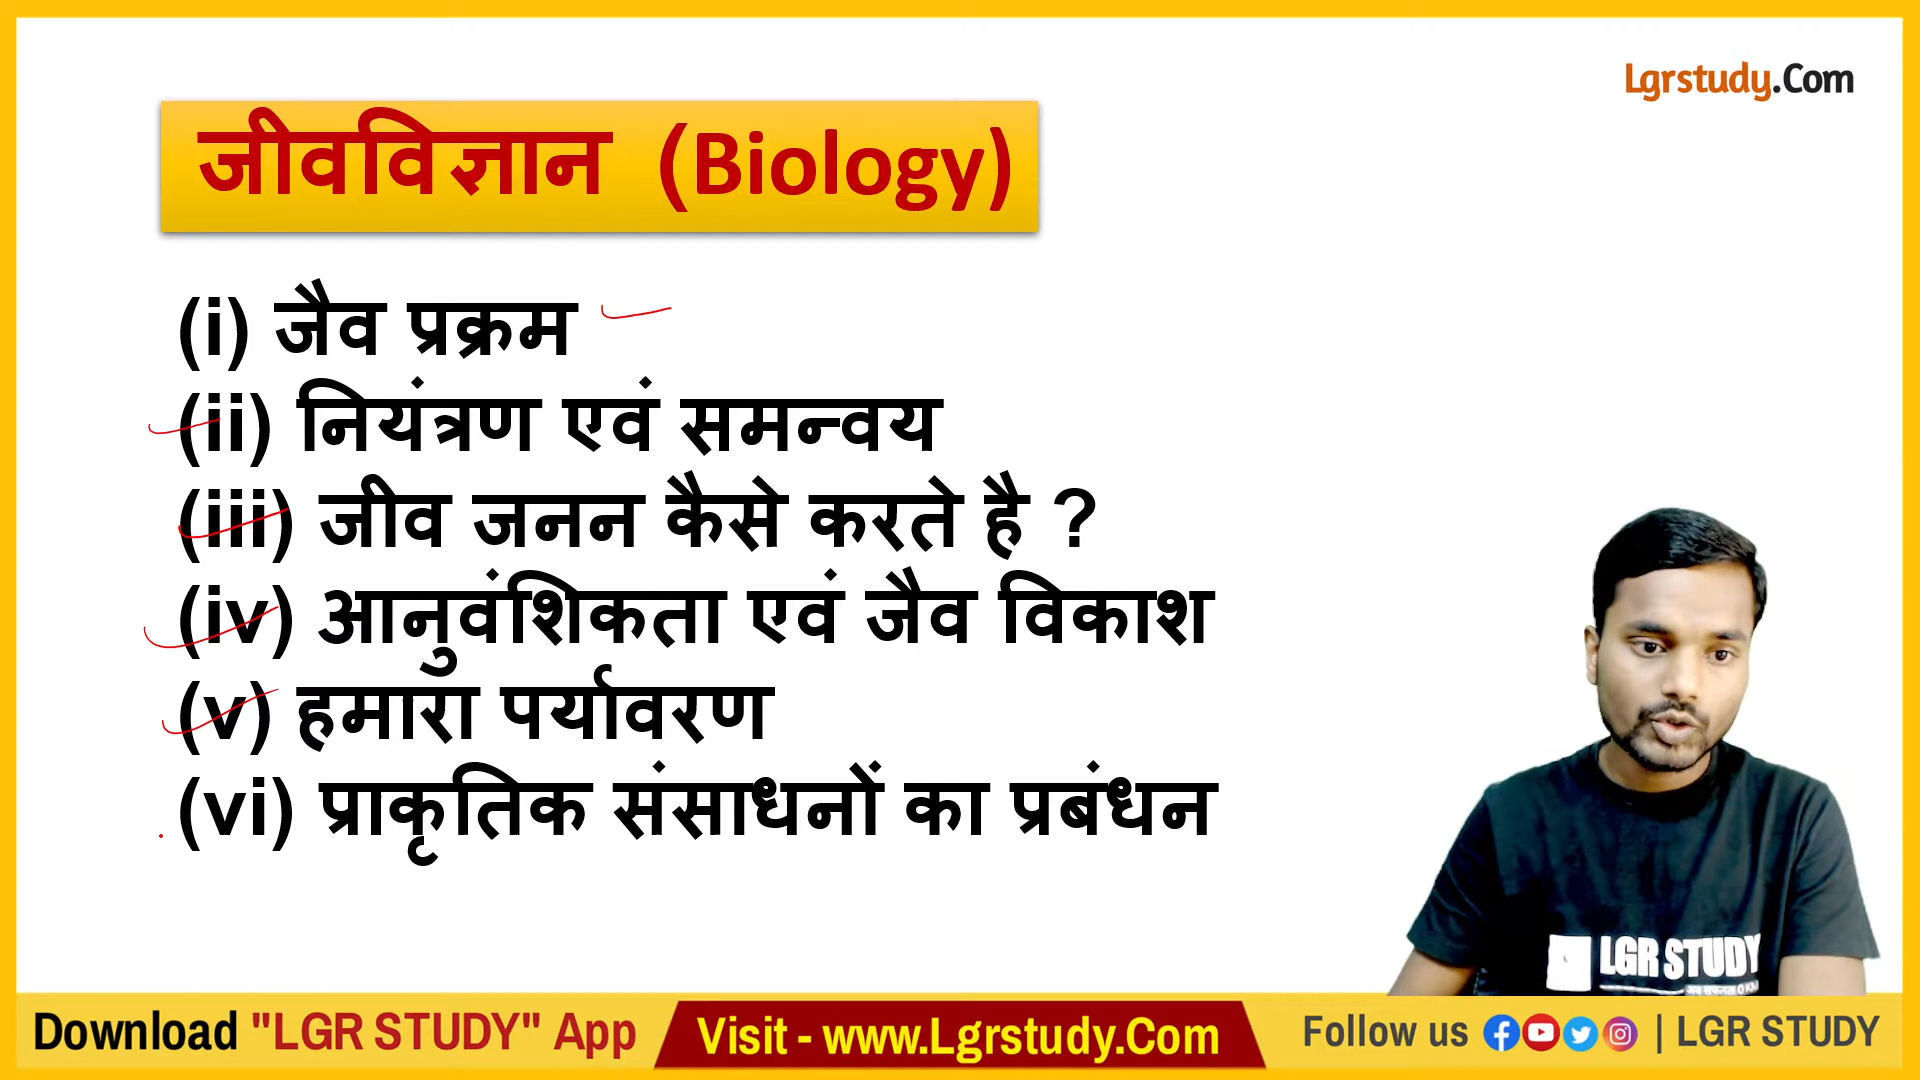 Lgrstudy.Com
जीवविज्ञान (Biology)
(i) जैव प्रक्रम
(ii) नियंत्रण एवं समन्वय
(iii) जीव जनन कैसे करते है ?
(iv) आनुवंशिकता एवं जैव विकाश
(v) हमारा पर्यावरण
(vi) प्राकृतिक संसाधनों का प्रबंधन
LGR STUDY
Download "LGR STUDY" App
Visit - www.Lgrstudy.Com
Follow us | LGR STUDY